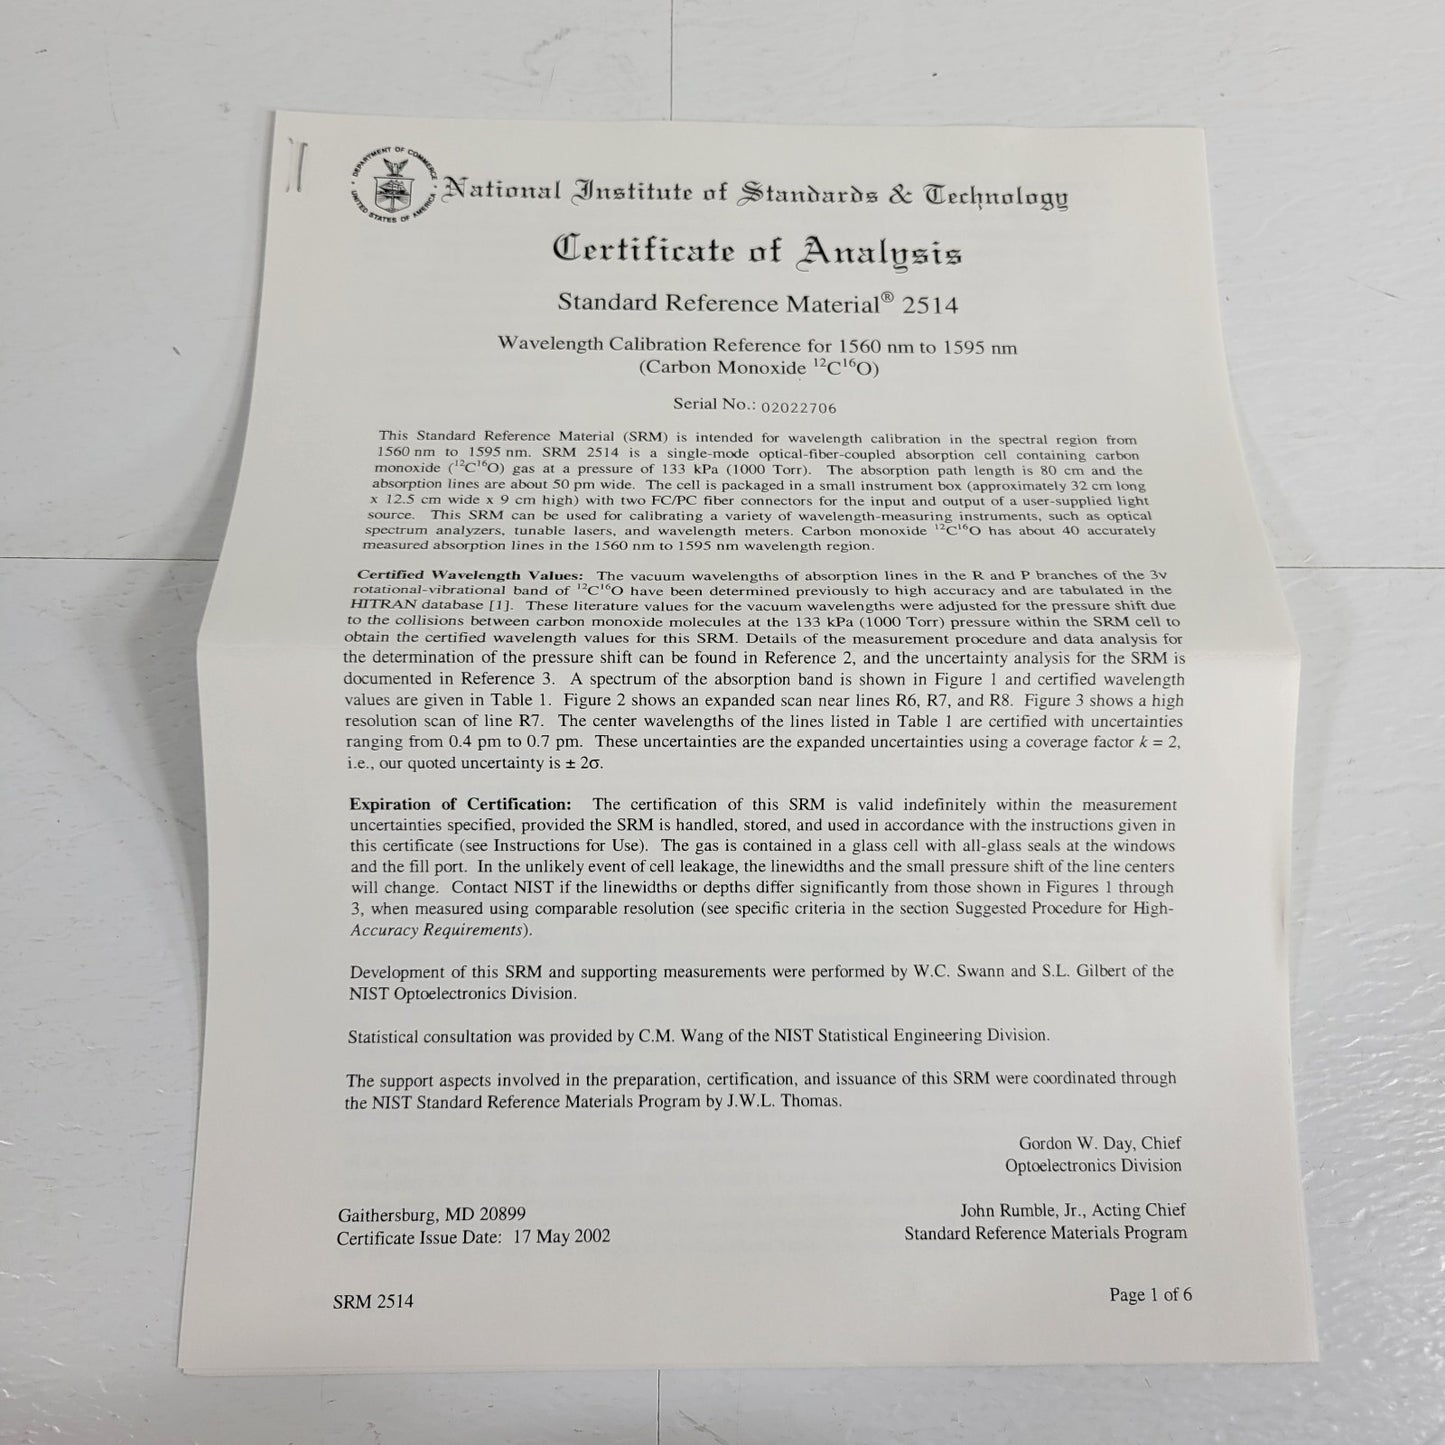 DEPARTMENT OF COMMERCE
UNITED STATES OF AMERICA
National Institute of Standards & Technology
Certificate of Analysis
Standard Reference Material® 2514
Wavelength Calibration Reference for 1560 nm to 1595 nm
(Carbon Monoxide ¹²C¹⁶O)
Serial No.: 02022706
This Standard Reference Material (SRM) is intended for wavelength calibration in the spectral region from
1560 nm to 1595 nm. SRM 2514 is a single-mode optical-fiber-coupled absorption cell containing carbon
monoxide (¹²C¹⁶O) gas at a pressure of 133 kPa (1000 Torr). The absorption path length is 80 cm and the
absorption lines are about 50 pm wide. The cell is packaged in a small instrument box (approximately 32 cm long
x 12.5 cm wide x 9 cm high) with two FC/PC fiber connectors for the input and output of a user-supplied light
source. This SRM can be used for calibrating a variety of wavelength-measuring instruments, such as optical
spectrum analyzers, tunable lasers, and wavelength meters. Carbon monoxide ¹²C¹⁶O has about 40 accurately
measured absorption lines in the 1560 nm to 1595 nm wavelength region.
Certified Wavelength Values: The vacuum wavelengths of absorption lines in the R and P branches of the 3ν
rotational-vibrational band of ¹²C¹⁶O have been determined previously to high accuracy and are tabulated in the
HITRAN database [1]. These literature values for the vacuum wavelengths were adjusted for the pressure shift due
to the collisions between carbon monoxide molecules at the 133 kPa (1000 Torr) pressure within the SRM cell to
obtain the certified wavelength values for this SRM. Details of the measurement procedure and data analysis for
the determination of the pressure shift can be found in Reference 2, and the uncertainty analysis for the SRM is
documented in Reference 3. A spectrum of the absorption band is shown in Figure 1 and certified wavelength
values are given in Table 1. Figure 2 shows an expanded scan near lines R6, R7, and R8. Figure 3 shows a high
resolution scan of line R7. The center wavelengths of the lines listed in Table 1 are certified with uncertainties
ranging from 0.4 pm to 0.7 pm. These uncertainties are the expanded uncertainties using a coverage factor k = 2,
i.e., our quoted uncertainty is ± 2σ.
Expiration of Certification: The certification of this SRM is valid indefinitely within the measurement
uncertainties specified, provided the SRM is handled, stored, and used in accordance with the instructions given in
this certificate (see Instructions for Use). The gas is contained in a glass cell with all-glass seals at the windows
and the fill port. In the unlikely event of cell leakage, the linewidths and the small pressure shift of the line centers
will change. Contact NIST if the linewidths or depths differ significantly from those shown in Figures 1 through
3, when measured using comparable resolution (see specific criteria in the section Suggested Procedure for High-
Accuracy Requirements).
Development of this SRM and supporting measurements were performed by W.C. Swann and S.L. Gilbert of the
NIST Optoelectronics Division.
Statistical consultation was provided by C.M. Wang of the NIST Statistical Engineering Division.
The support aspects involved in the preparation, certification, and issuance of this SRM were coordinated through
the NIST Standard Reference Materials Program by J.W.L. Thomas.
Gordon W. Day, Chief
Optoelectronics Division
Gaithersburg, MD 20899
Certificate Issue Date: 17 May 2002
John Rumble, Jr., Acting Chief
Standard Reference Materials Program
SRM 2514
Page 1 of 6